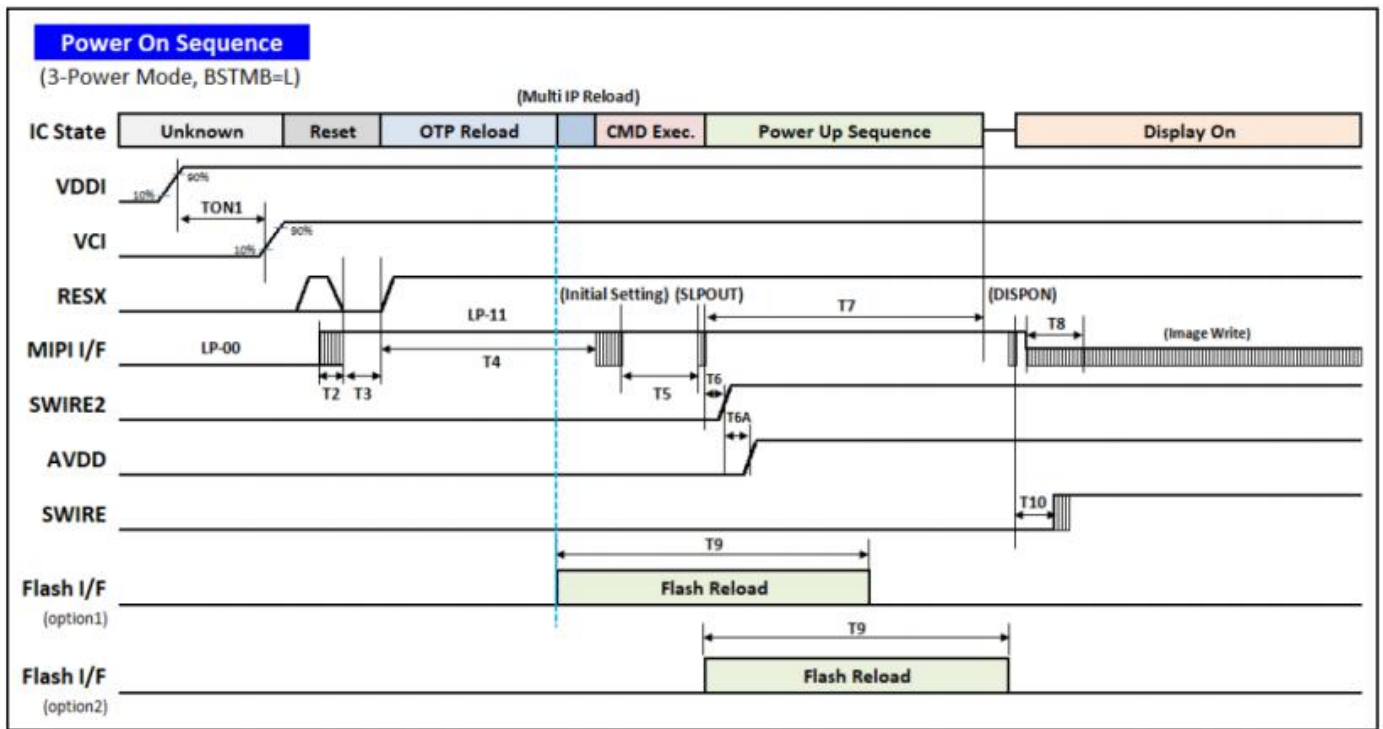 Power On Sequence
(3-Power Mode, BSTMB=L)
(Multi IP Reload)
IC State Unknown Reset OTP Reload CMD Exec. Power Up Sequence Display On
VDDI 10% 90%
TON1
VCI 10% 90%
RESX (Initial Setting) (SLPOUT) T7 (DISPON)
LP-11 T8 (Image Write)
MIPI I/F LP-00 T4
T2 T3 T5 T6
SWIRE2
T6A
AVDD
T10
SWIRE
T9
Flash I/F Flash Reload
(option1)
T9
Flash I/F Flash Reload
(option2)